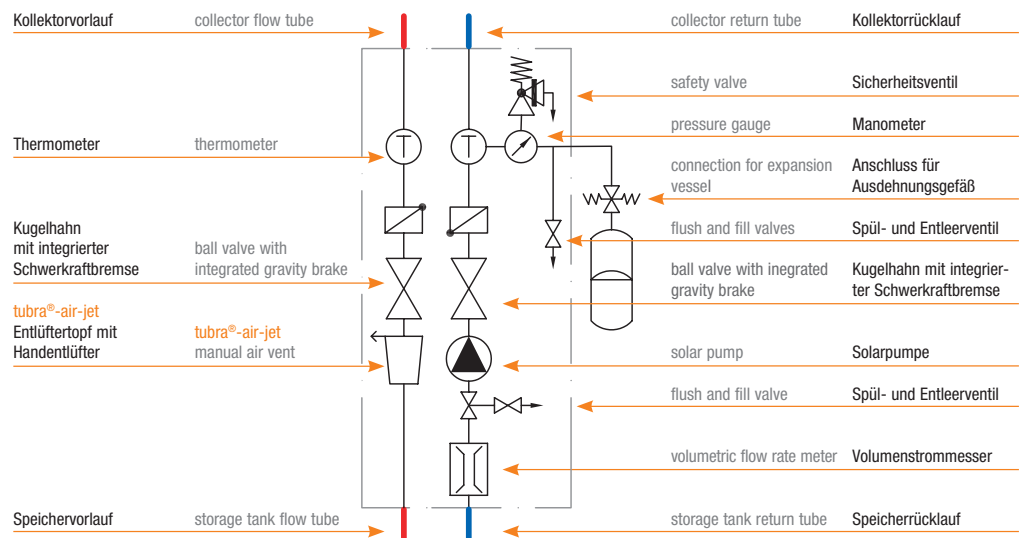 Kollektorvorlauf collector flow tube
collector return tube Kollektorrücklauf
safety valve Sicherheitsventil
pressure gauge Manometer
Thermometer thermometer
T
T
connection for expansion Anschluss für
vessel Ausdehnungsgefäß
Kugelhahn
mit integrierter ball valve with
Schwerkraftbremse integrated gravity brake
flush and fill valves Spül- und Entleerventil
ball valve with inegrated Kugelhahn mit integrier-
gravity brake ter Schwerkraftbremse
tubra®-air-jet
Entlüftertopf mit tubra®-air-jet
Handentlüfter manual air vent
solar pump Solarpumpe
flush and fill valve Spül- und Entleerventil
volumetric flow rate meter Volumenstrommesser
Speichervorlauf storage tank flow tube
storage tank return tube Speicherrücklauf